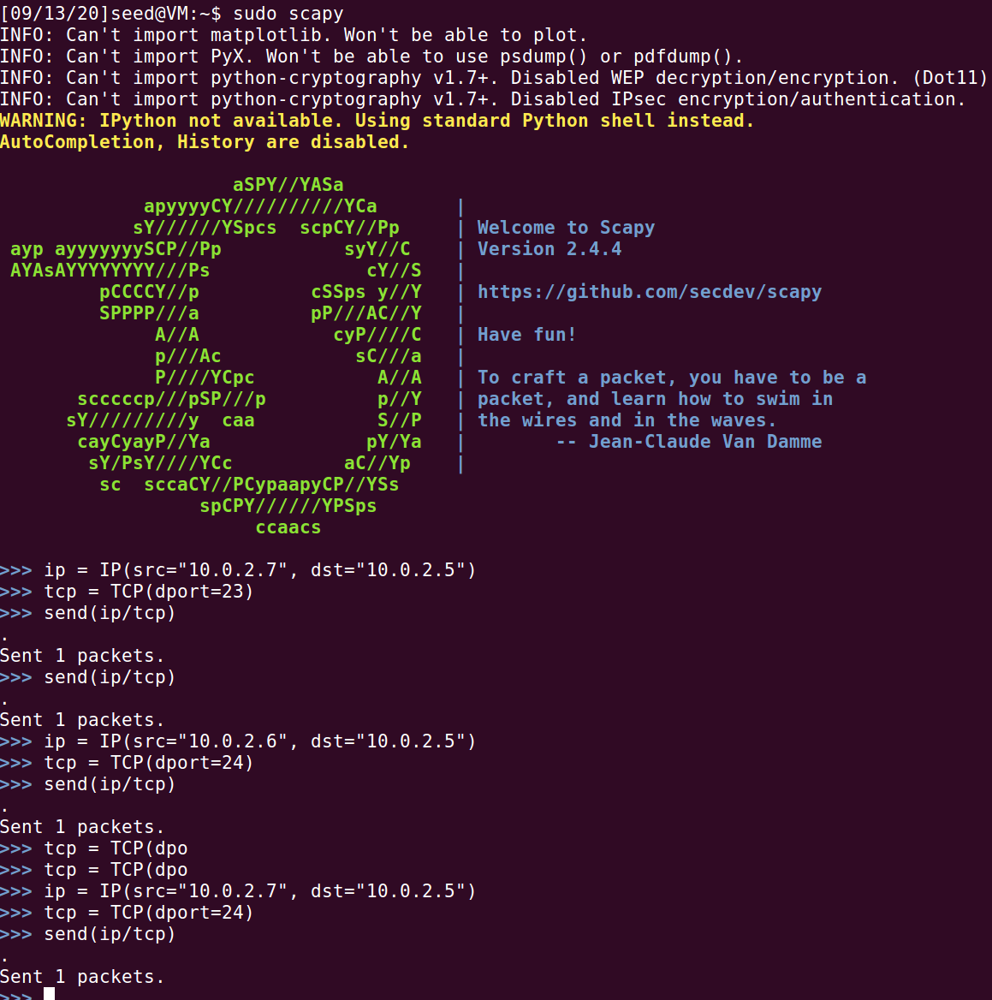 [09/13/20]seed@VM:~$ sudo scapy
INFO: Can't import matplotlib. Won't be able to plot.
INFO: Can't import PyX. Won't be able to use psdump() or pdfdump().
INFO: Can't import python-cryptography v1.7+. Disabled WEP decryption/encryption. (Dot11)
INFO: Can't import python-cryptography v1.7+. Disabled IPsec encryption/authentication.
WARNING: IPython not available. Using standard Python shell instead.
AutoCompletion, History are disabled.
                     aSPY//YASa
             apyyyyCY//////////YCa       |
            sY//////YSpcs  scpCY//Pp     | Welcome to Scapy
 ayp ayyyyyyySCP//Pp           syY//C    | Version 2.4.4
 AYAsAYYYYYYYY///Ps              cY//S   |
         pCCCCY//p          cSSps y//Y   | https://github.com/secdev/scapy
         SPPPP///a          pP///AC//Y   |
              A//A            cyP////C   | Have fun!
              p///Ac            sC///a   |
              P////YCpc           A//A   | To craft a packet, you have to be a
       scccccp///pSP///p          p//Y   | packet, and learn how to swim in
      sY/////////y  caa           S//P   | the wires and in the waves.
       cayCyayP//Ya              pY/Ya   |        -- Jean-Claude Van Damme
        sY/PsY////YCc          aC//Yp    |
         sc  sccaCY//PCypaapyCP//YSs
                  spCPY//////YPSps
                       ccaacs
>>> ip = IP(src="10.0.2.7", dst="10.0.2.5")
>>> tcp = TCP(dport=23)
>>> send(ip/tcp)
.
Sent 1 packets.
>>> send(ip/tcp)
.
Sent 1 packets.
>>> ip = IP(src="10.0.2.6", dst="10.0.2.5")
>>> tcp = TCP(dport=24)
>>> send(ip/tcp)
.
Sent 1 packets.
>>> tcp = TCP(dpo
>>> tcp = TCP(dpo
>>> ip = IP(src="10.0.2.7", dst="10.0.2.5")
>>> tcp = TCP(dport=24)
>>> send(ip/tcp)
.
Sent 1 packets.
>>>